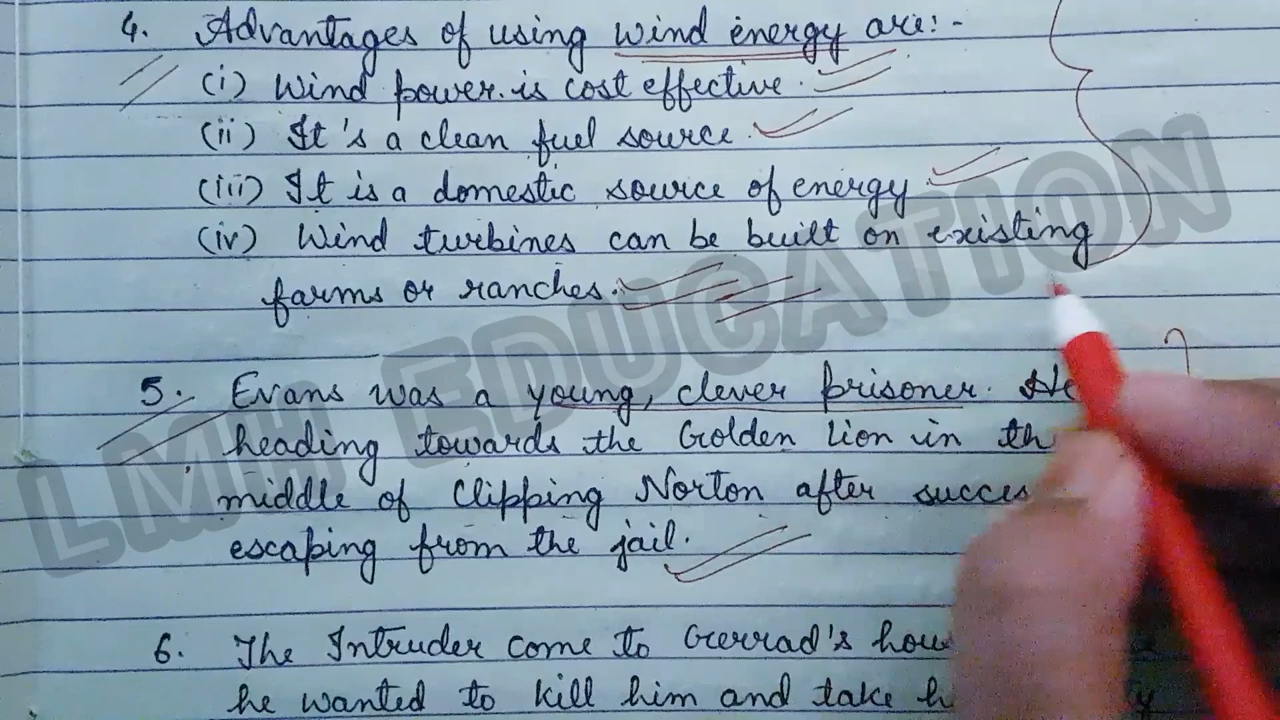 4. Advantages of using wind energy are:-
(i) Wind power is cost effective.
(ii) It's a clean fuel source.
(iii) It is a domestic source of energy.
(iv) Wind turbines can be built on existing
farms or ranches.
5. Evans was a young, clever prisoner. He
heading towards the Golden Lion in
middle of Clipping Norton after
escaping from the jail.
6. The Intruder come to Gerrad's
he wanted to kill him and take
LMH EDUCATION